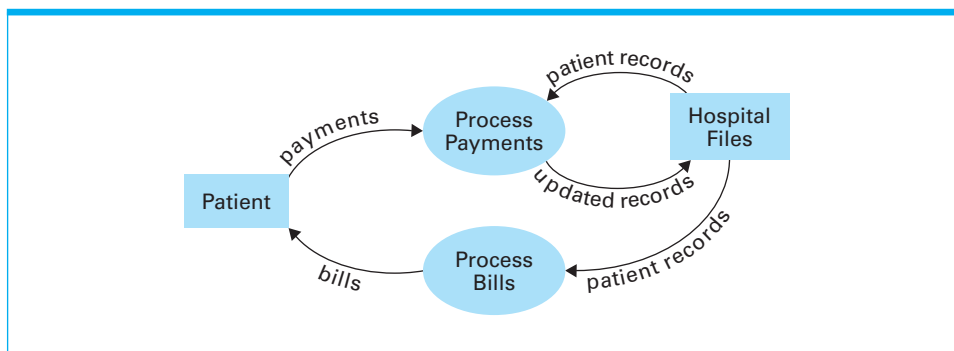 patient records
payments
Process
Payments
Hospital
Files
updated records
Patient
Process
Bills
bills
patient records